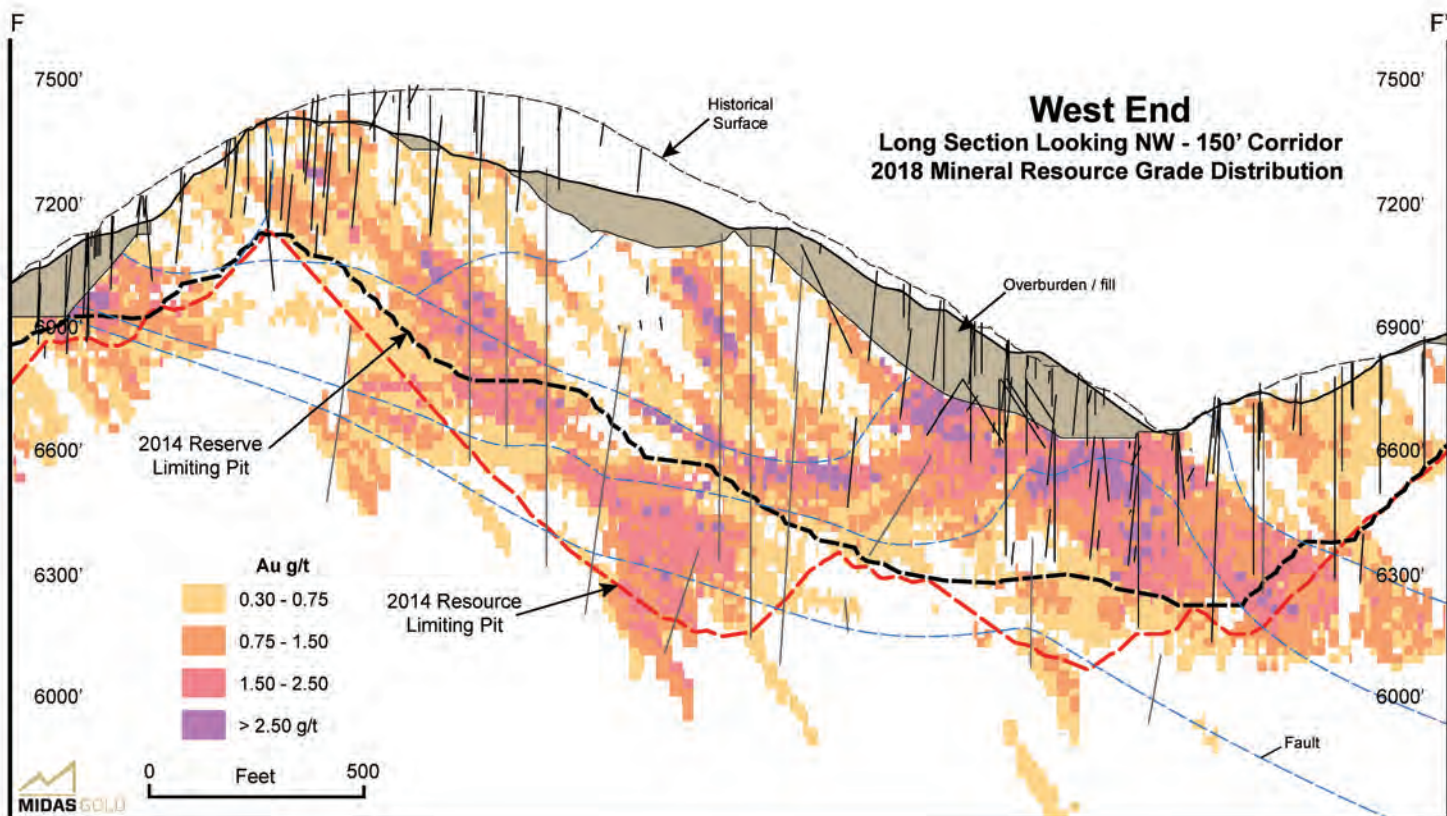 F
F'
7500'
7500'
Historical
Surface
West End
Long Section Looking NW - 150' Corridor
2018 Mineral Resource Grade Distribution
7200'
7200'
Overburden / fill
6900'
6900'
2014 Reserve
Limiting Pit
6600'
6600'
Au g/t
0.30 - 0.75
0.75 - 1.50
1.50 - 2.50
> 2.50 g/t
2014 Resource
Limiting Pit
6300'
6300'
6000'
6000'
Fault
0
500
Feet
MIDAS GOLD